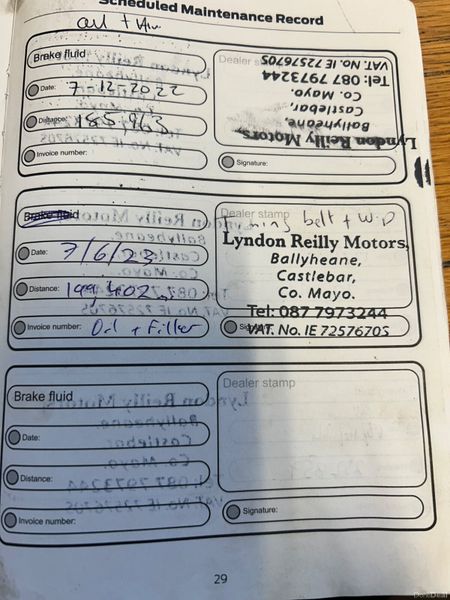 Scheduled Maintenance Record
Brake fluid
Date: 7 12 2022
Distance: 185 963
Invoice number:
Dealer stamp
Lyndon Reilly Motors,
Ballyheane,
Castlebar,
Co. Mayo.
Tel: 087 7973244
VAT. No. IE 7257670S
Signature:
Brake fluid
Date: 7/6/23
Distance: 199,402
Invoice number: Oil + Filter
Dealer stamp
Timing belt + W.P
Lyndon Reilly Motors,
Ballyheane,
Castlebar,
Co. Mayo.
Tel: 087 7973244
VAT. No. IE 7257670S
Brake fluid
Date:
Distance:
Invoice number:
Dealer stamp
Signature:
29
DoneDeal